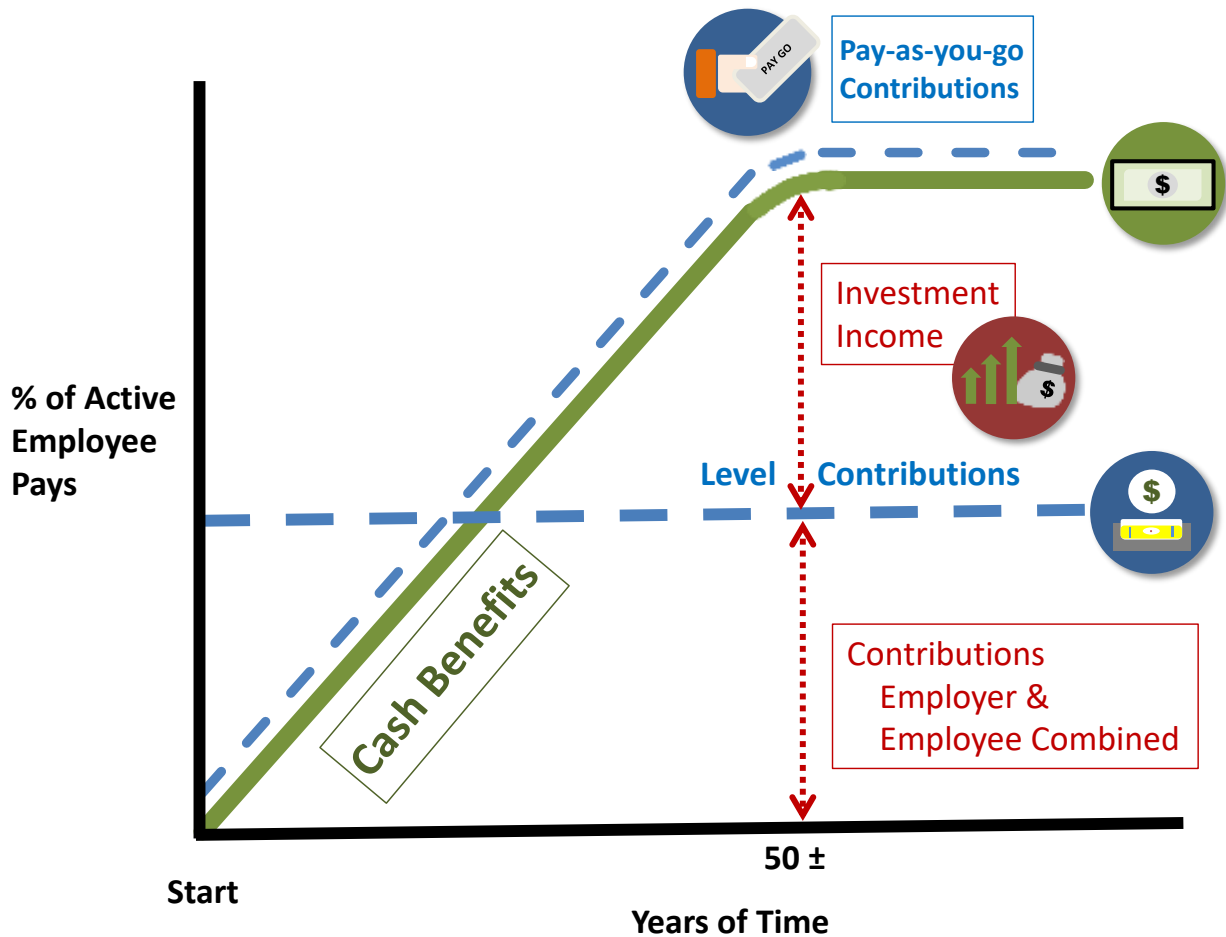 PAY GO
Pay-as-you-go
Contributions
$
Investment
Income
$
% of Active
Employee
Pays
Level Contributions
$
Cash Benefits
Contributions
Employer &
Employee Combined
50 ±
Start
Years of Time